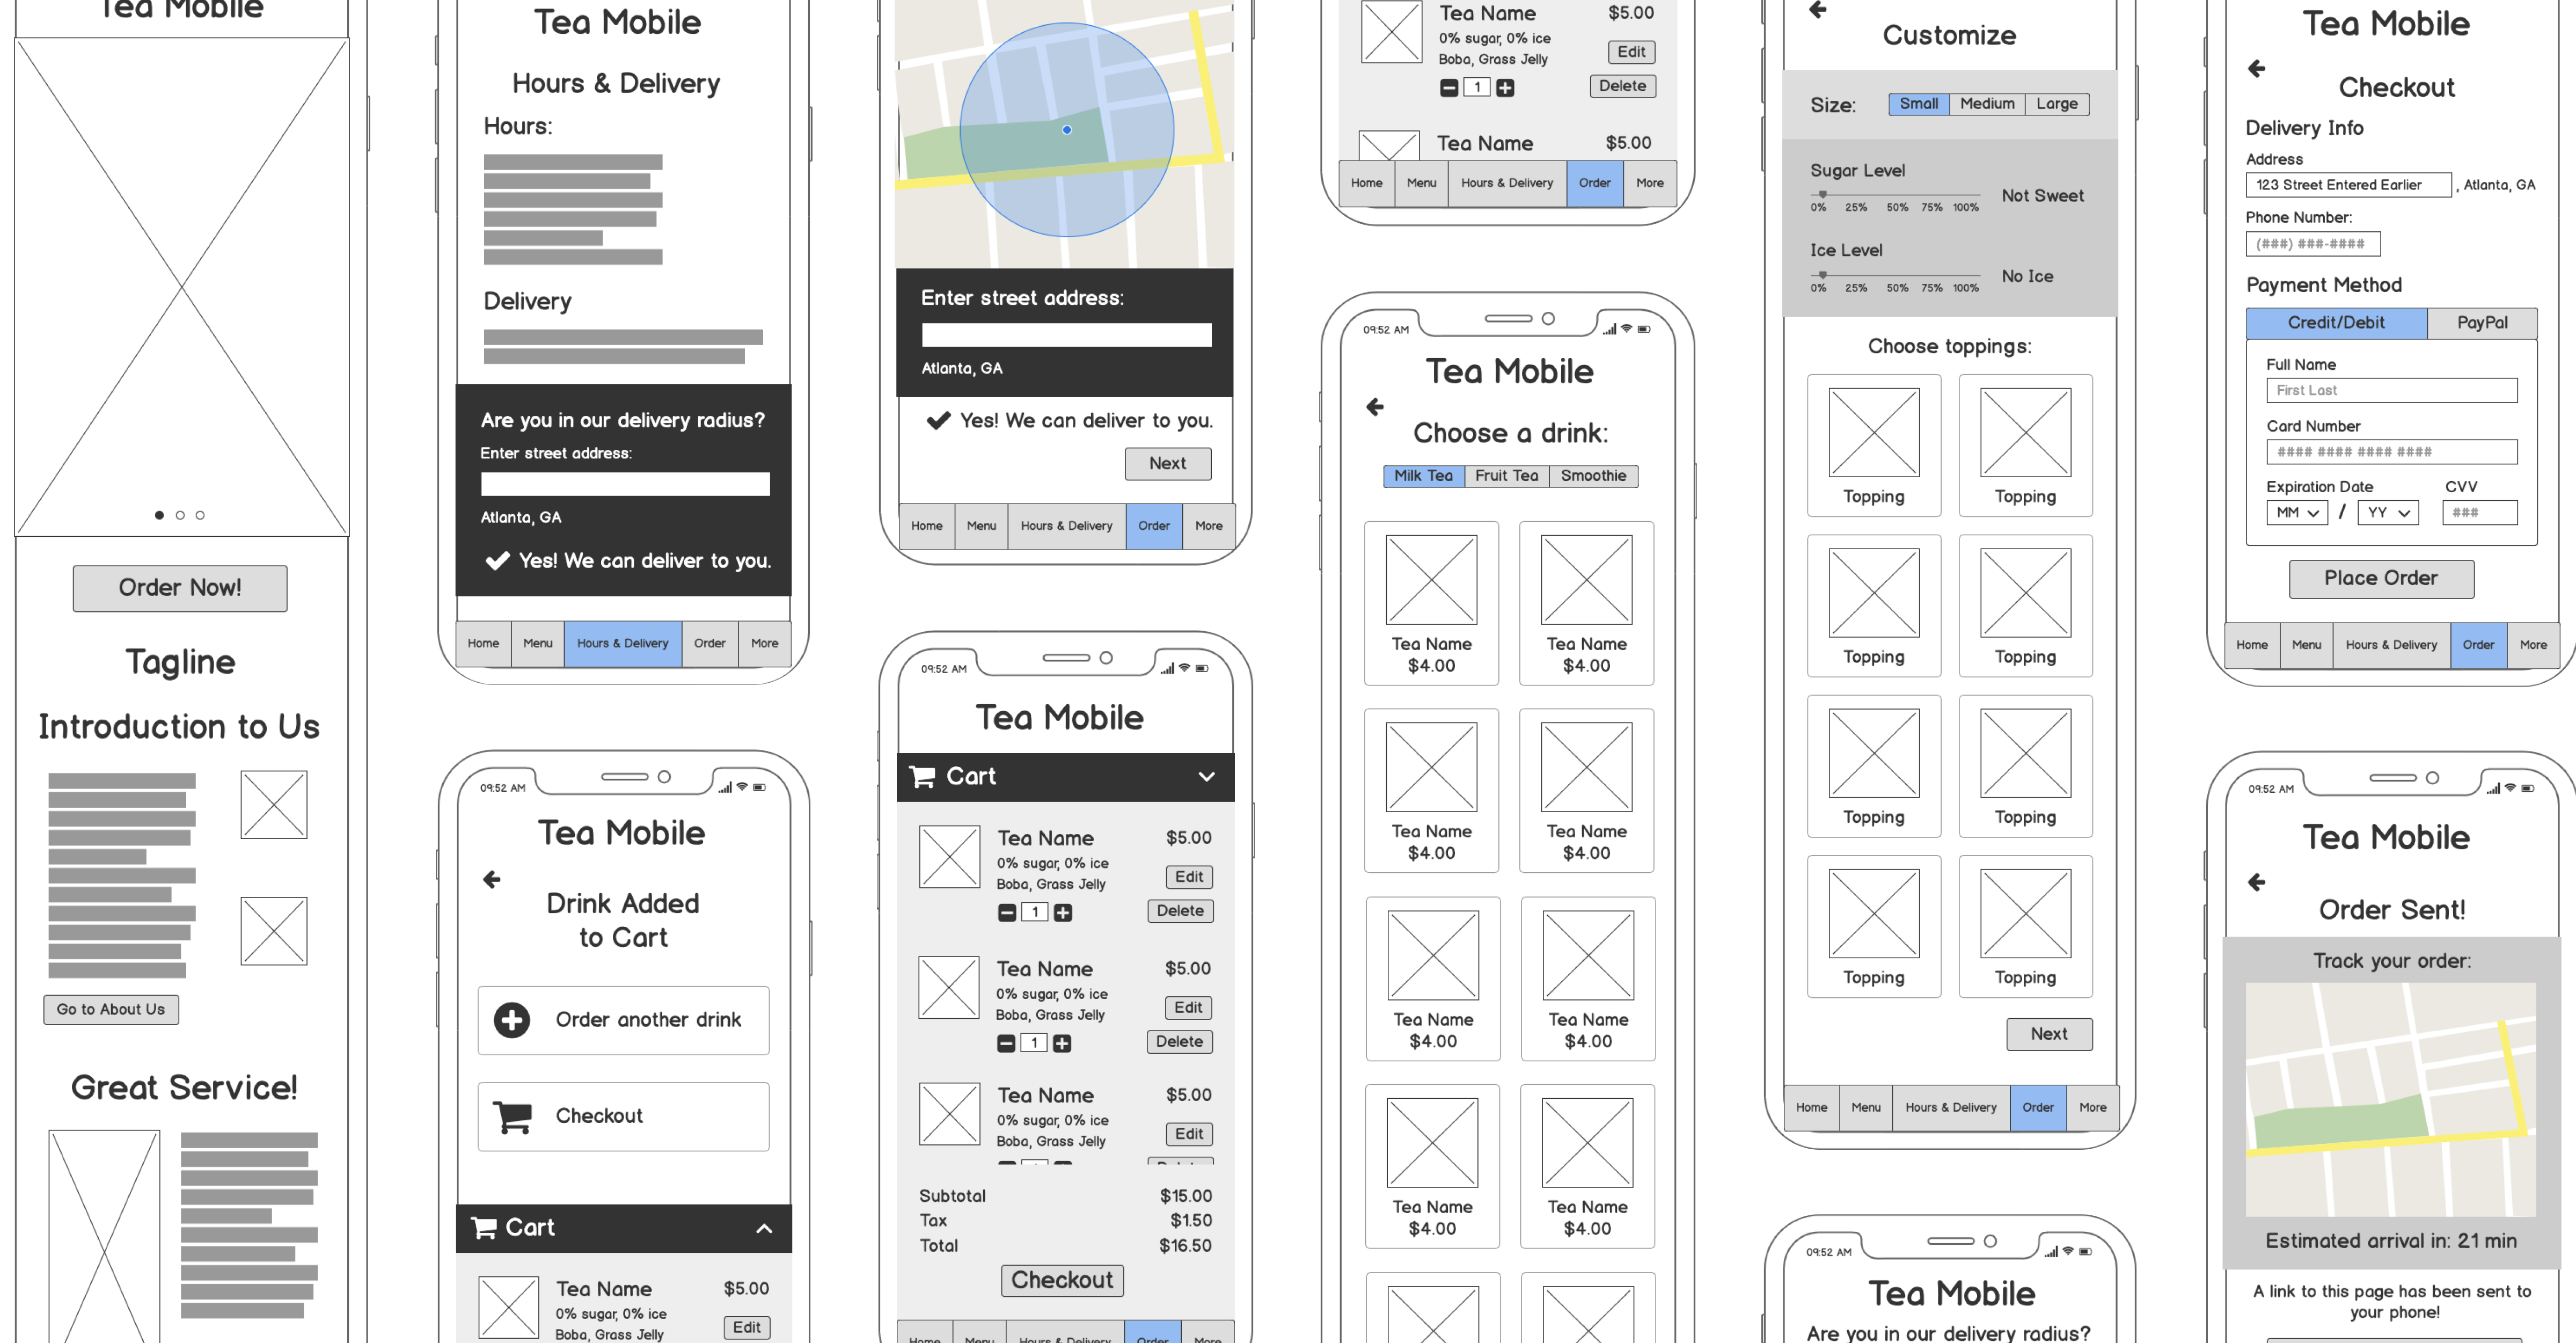 Tea Mobile
Order Now!
Tagline
Introduction to Us
Go to About Us
Great Service!
Tea Mobile
Hours & Delivery
Hours:
Delivery
Are you in our delivery radius?
Enter street address:
Atlanta, GA
Yes! We can deliver to you.
Home Menu Hours & Delivery Order More
09:52 AM
Tea Mobile
Drink Added
to Cart
Order another drink
Checkout
Cart
Tea Name $5.00
0% sugar, 0% ice
Edit
Boba, Grass Jelly
Enter street address:
Atlanta, GA
Yes! We can deliver to you.
Next
Home Menu Hours & Delivery Order More
09:52 AM
Tea Mobile
Cart
Tea Name $5.00
0% sugar, 0% ice
Edit
Boba, Grass Jelly
1 Delete
Tea Name $5.00
0% sugar, 0% ice
Edit
Boba, Grass Jelly
1 Delete
Tea Name $5.00
0% sugar, 0% ice
Edit
Boba, Grass Jelly
Subtotal $15.00
Tax $1.50
Total $16.50
Checkout
Home Menu Hours & Delivery Order More
Tea Name $5.00
0% sugar, 0% ice
Edit
Boba, Grass Jelly
1 Delete
Tea Name $5.00
Home Menu Hours & Delivery Order More
09:52 AM
Tea Mobile
Choose a drink:
Milk Tea Fruit Tea Smoothie
Tea Name Tea Name
$4.00 $4.00
Tea Name Tea Name
$4.00 $4.00
Tea Name Tea Name
$4.00 $4.00
Tea Name Tea Name
$4.00 $4.00
Customize
Size: Small Medium Large
Sugar Level
Not Sweet
0% 25% 50% 75% 100%
Ice Level
No Ice
0% 25% 50% 75% 100%
Choose toppings:
Topping Topping
Topping Topping
Topping Topping
Topping Topping
Next
Home Menu Hours & Delivery Order More
09:52 AM
Tea Mobile
Are you in our delivery radius?
Tea Mobile
Checkout
Delivery Info
Address
123 Street Entered Earlier , Atlanta, GA
Phone Number:
(###) ###-####
Payment Method
Credit/Debit PayPal
Full Name
First Last
Card Number
#### #### #### ####
Expiration Date CVV
MM / YY ###
Place Order
Home Menu Hours & Delivery Order More
09:52 AM
Tea Mobile
Order Sent!
Track your order:
Estimated arrival in: 21 min
A link to this page has been sent to
your phone!